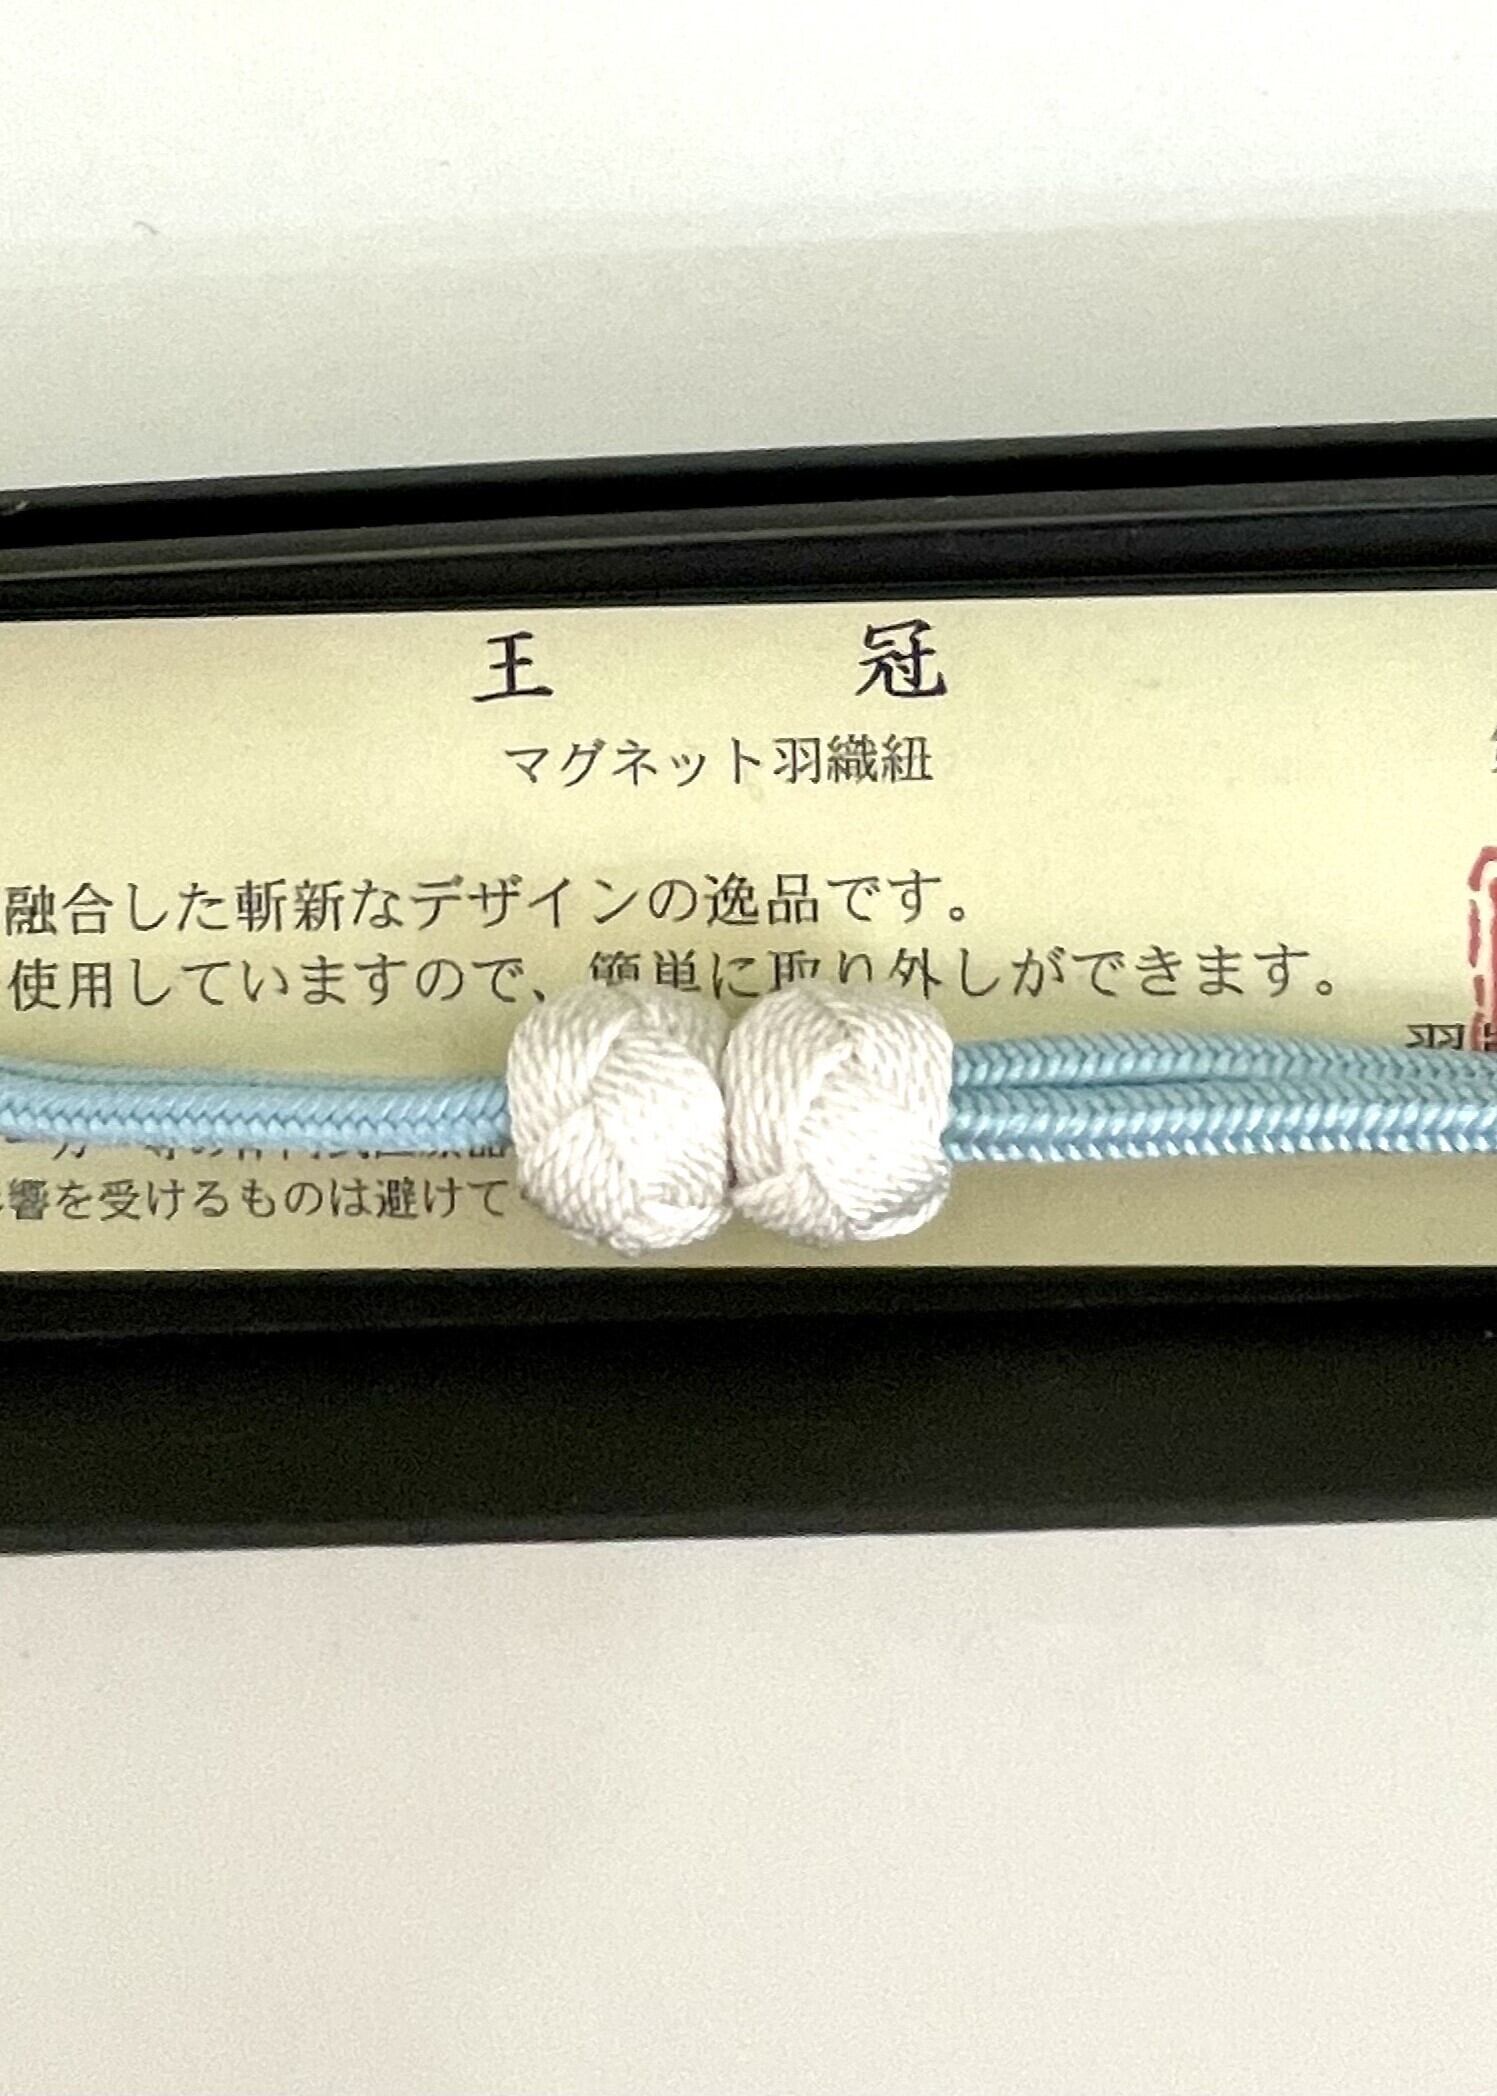 王 冠
マグネット羽織紐
融合した斬新なデザインの逸品です。
使用していますので、簡単に取り外しができます。
響を受けるものは避けて